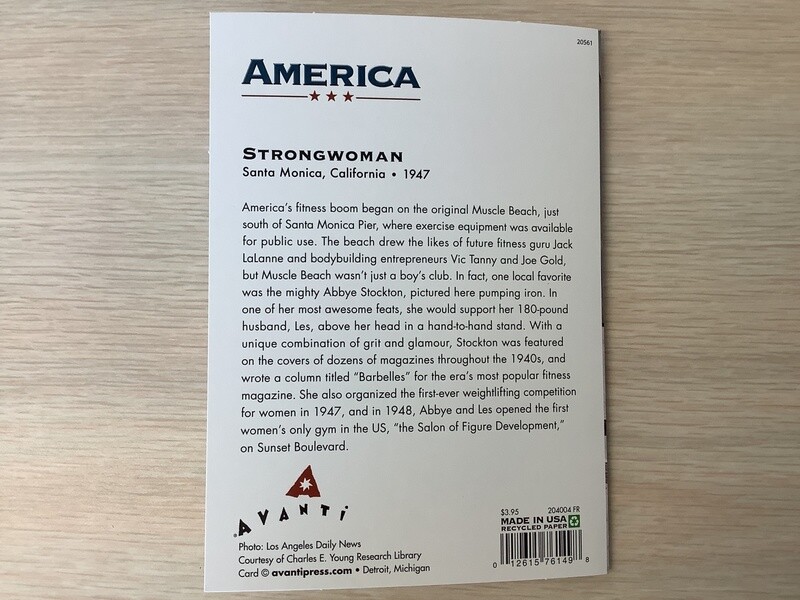 20561
AMERICA
STRONGWOMAN
Santa Monica, California • 1947
America's fitness boom began on the original Muscle Beach, just
south of Santa Monica Pier, where exercise equipment was available
for public use. The beach drew the likes of future fitness guru Jack
LaLanne and bodybuilding entrepreneurs Vic Tanny and Joe Gold,
but Muscle Beach wasn't just a boy's club. In fact, one local favorite
was the mighty Abbye Stockton, pictured here pumping iron. In
one of her most awesome feats, she would support her 180-pound
husband, Les, above her head in a hand-to-hand stand. With a
unique combination of grit and glamour, Stockton was featured
on the covers of dozens of magazines throughout the 1940s, and
wrote a column titled "Barbelles" for the era's most popular fitness
magazine. She also organized the first-ever weightlifting competition
for women in 1947, and in 1948, Abbye and Les opened the first
women's only gym in the US, "the Salon of Figure Development,"
on Sunset Boulevard.
AVANTI
Photo: Los Angeles Daily News
Courtesy of Charles E. Young Research Library
Card © avantipress.com • Detroit, Michigan
$3.95 204004 FR
MADE IN USA
RECYCLED PAPER
0 12615 76149 8